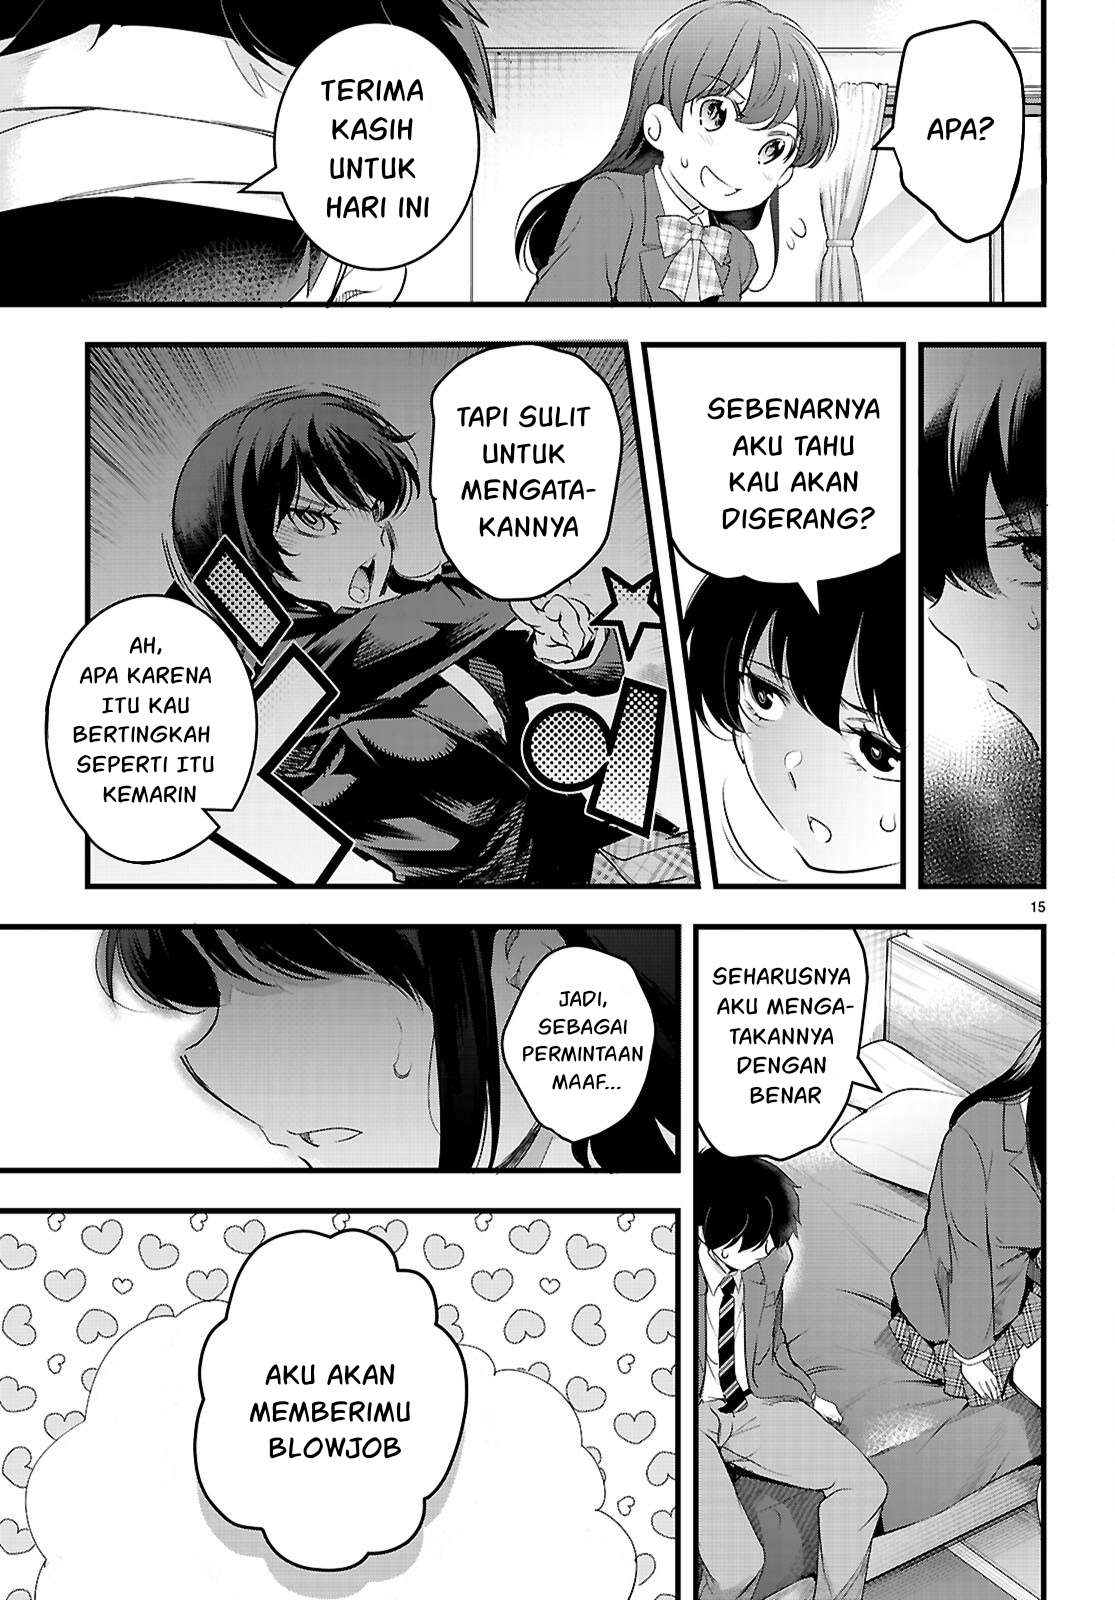 APA?
TERIMA
KASIH
UNTUK
HARI INI
SEBENARNYA
AKU TAHU
KAU AKAN
DISERANG?
TAPI SULIT
UNTUK
MENGATA-
KANNYA
AH,
APA KARENA
ITU KAU
BERTINGKAH
SEPERTI ITU
KEMARIN
15
SEHARUSNYA
AKU MENGA-
TAKANNYA
DENGAN
BENAR
JADI,
SEBAGAI
PERMINTAAN
MAAF...
AKU AKAN
MEMBERIMU
BLOWJOB